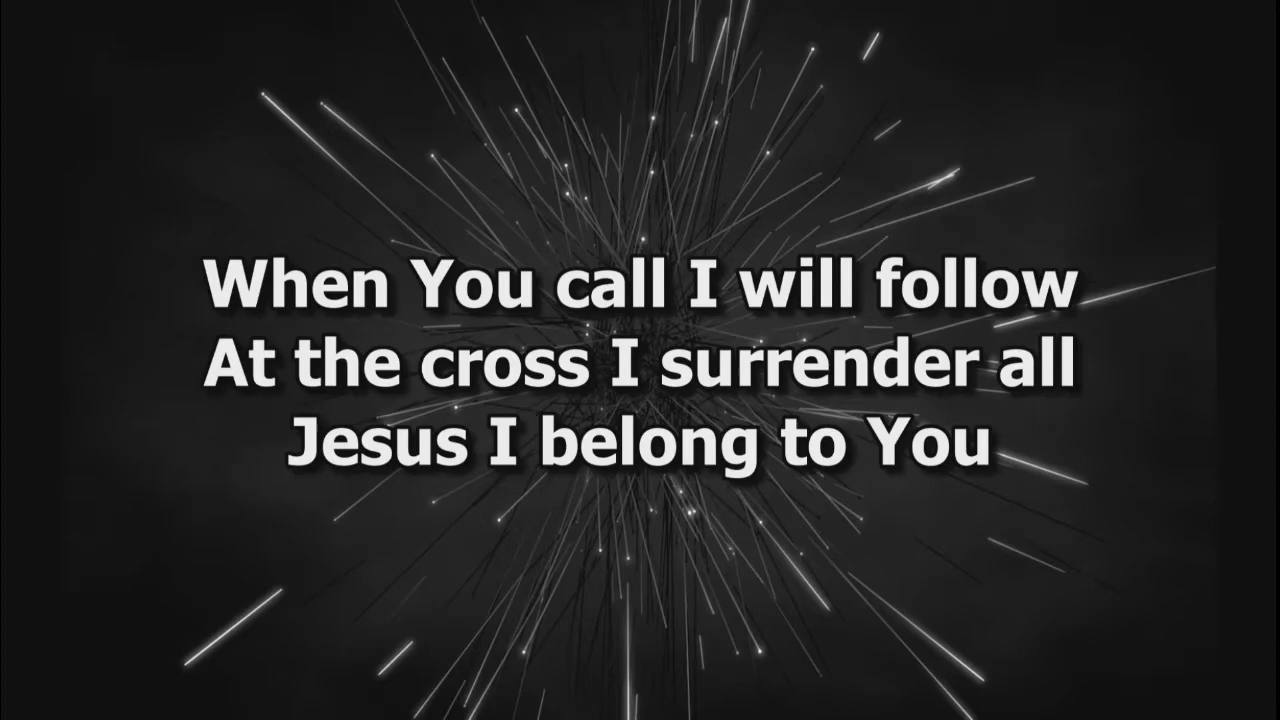 When You call I will follow
At the cross I surrender all
Jesus I belong to You